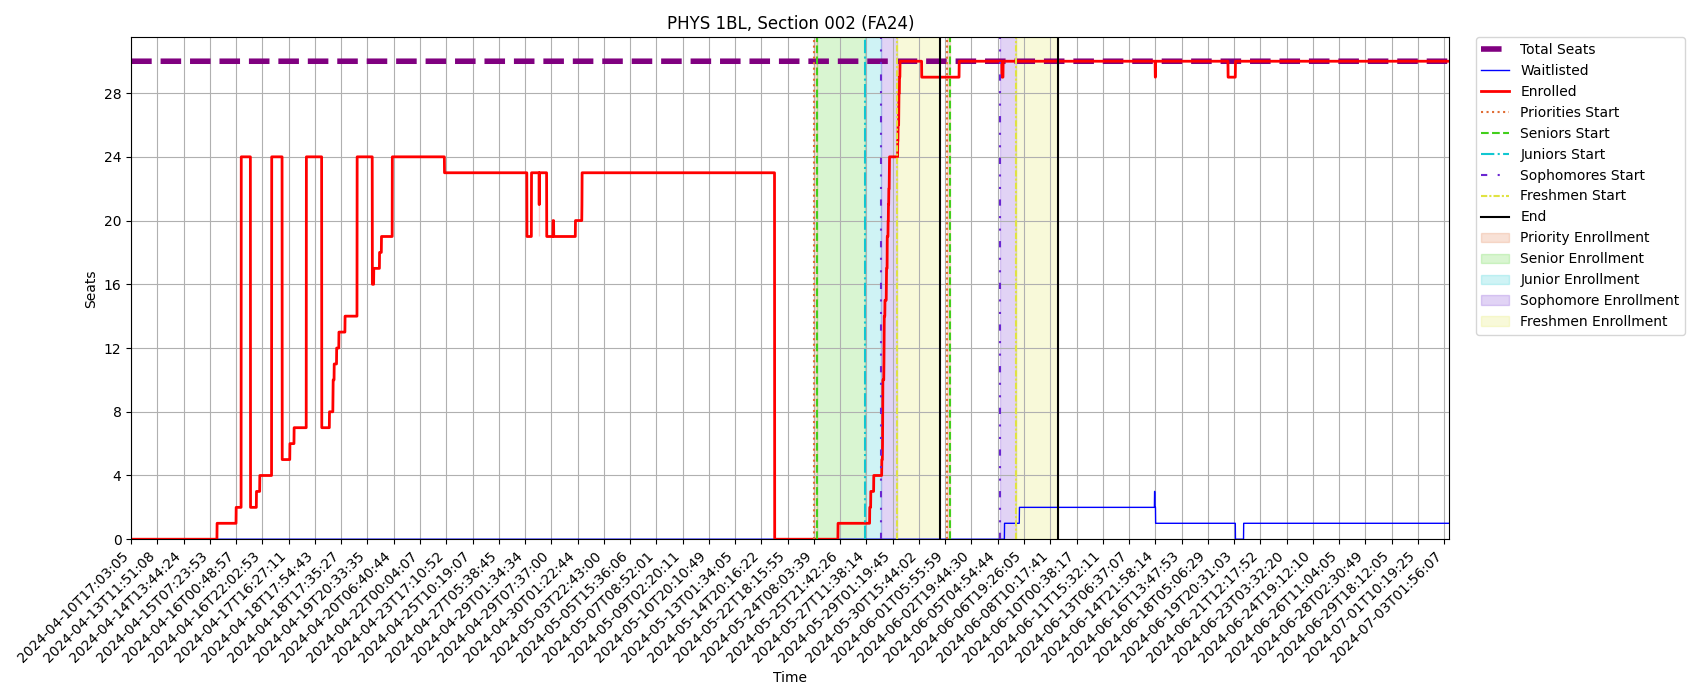 PHYS 1BL, Section 002 (FA24)
Seats
28
24
20
16
12
8
4
0
2024-04-10T17:03:05
2024-04-13T11:51:08
2024-04-14T13:44:24
2024-04-15T07:23:53
2024-04-16T00:48:57
2024-04-16T22:02:53
2024-04-17T16:27:11
2024-04-18T17:54:43
2024-04-18T17:35:27
2024-04-19T20:33:35
2024-04-20T06:40:44
2024-04-22T00:04:07
2024-04-23T17:10:52
2024-04-25T10:19:07
2024-04-27T05:38:45
2024-04-29T01:34:34
2024-04-29T07:37:00
2024-04-30T01:22:44
2024-05-03T22:43:00
2024-05-05T15:36:06
2024-05-07T08:52:01
2024-05-09T02:20:11
2024-05-10T20:10:49
2024-05-13T01:34:05
2024-05-14T20:16:22
2024-05-22T18:15:55
2024-05-24T08:03:39
2024-05-25T21:42:26
2024-05-27T11:38:14
2024-05-29T01:19:45
2024-05-30T15:44:02
2024-06-01T05:55:59
2024-06-02T19:44:30
2024-06-05T04:54:44
2024-06-06T19:26:05
2024-06-08T10:17:41
2024-06-10T00:38:17
2024-06-11T15:32:11
2024-06-13T06:37:07
2024-06-14T21:58:14
2024-06-16T13:47:53
2024-06-18T05:06:29
2024-06-19T20:31:03
2024-06-21T12:17:52
2024-06-23T03:32:20
2024-06-24T19:12:10
2024-06-26T11:04:05
2024-06-28T02:30:49
2024-06-29T18:12:05
2024-07-01T10:19:25
2024-07-03T01:56:07
Time
Total Seats
Waitlisted
Enrolled
Priorities Start
Seniors Start
Juniors Start
Sophomores Start
Freshmen Start
End
Priority Enrollment
Senior Enrollment
Junior Enrollment
Sophomore Enrollment
Freshmen Enrollment